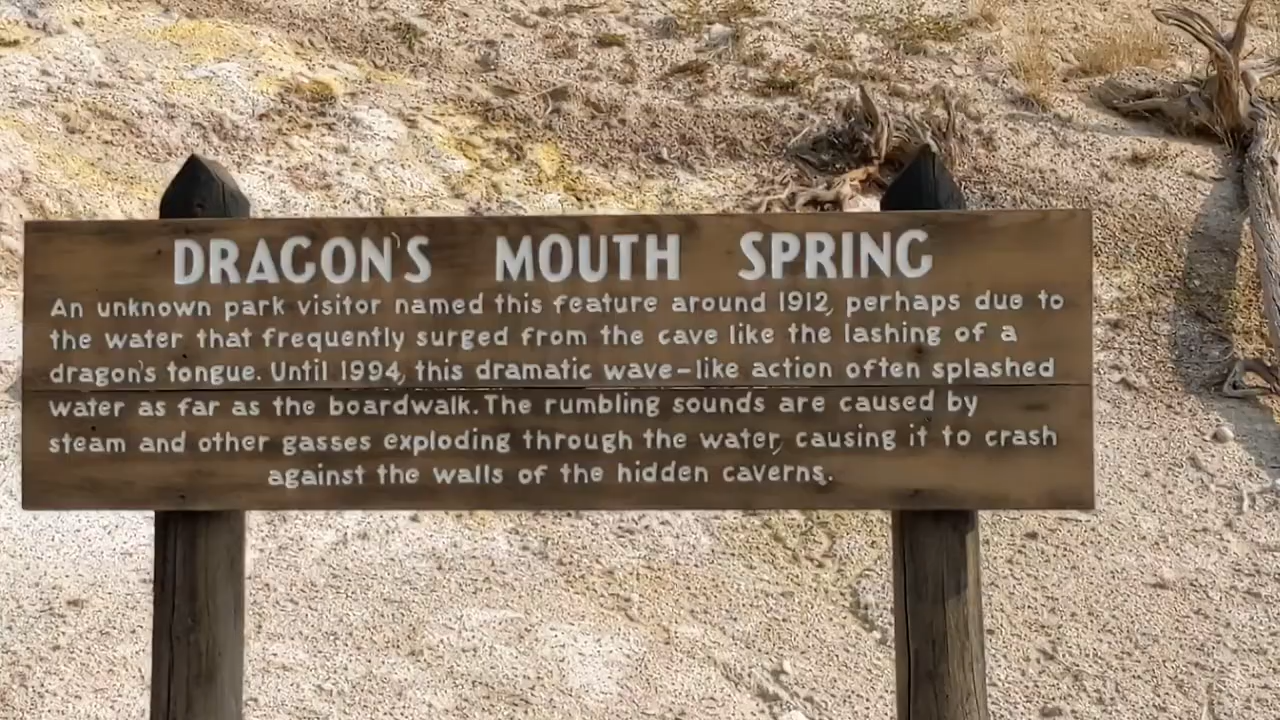 DRAGON'S MOUTH SPRING
An unknown park visitor named this feature around 1912, perhaps due to
the water that frequently surged from the cave like the lashing of a
dragon's tongue. Until 1994, this dramatic wave-like action often splashed
water as far as the boardwalk. The rumbling sounds are caused by
steam and other gasses exploding through the water, causing it to crash
against the walls of the hidden caverns.